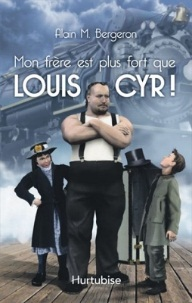 Alain M. Bergeron
Mon frère est plus fort que
LOUIS CYR !
Hurtubise